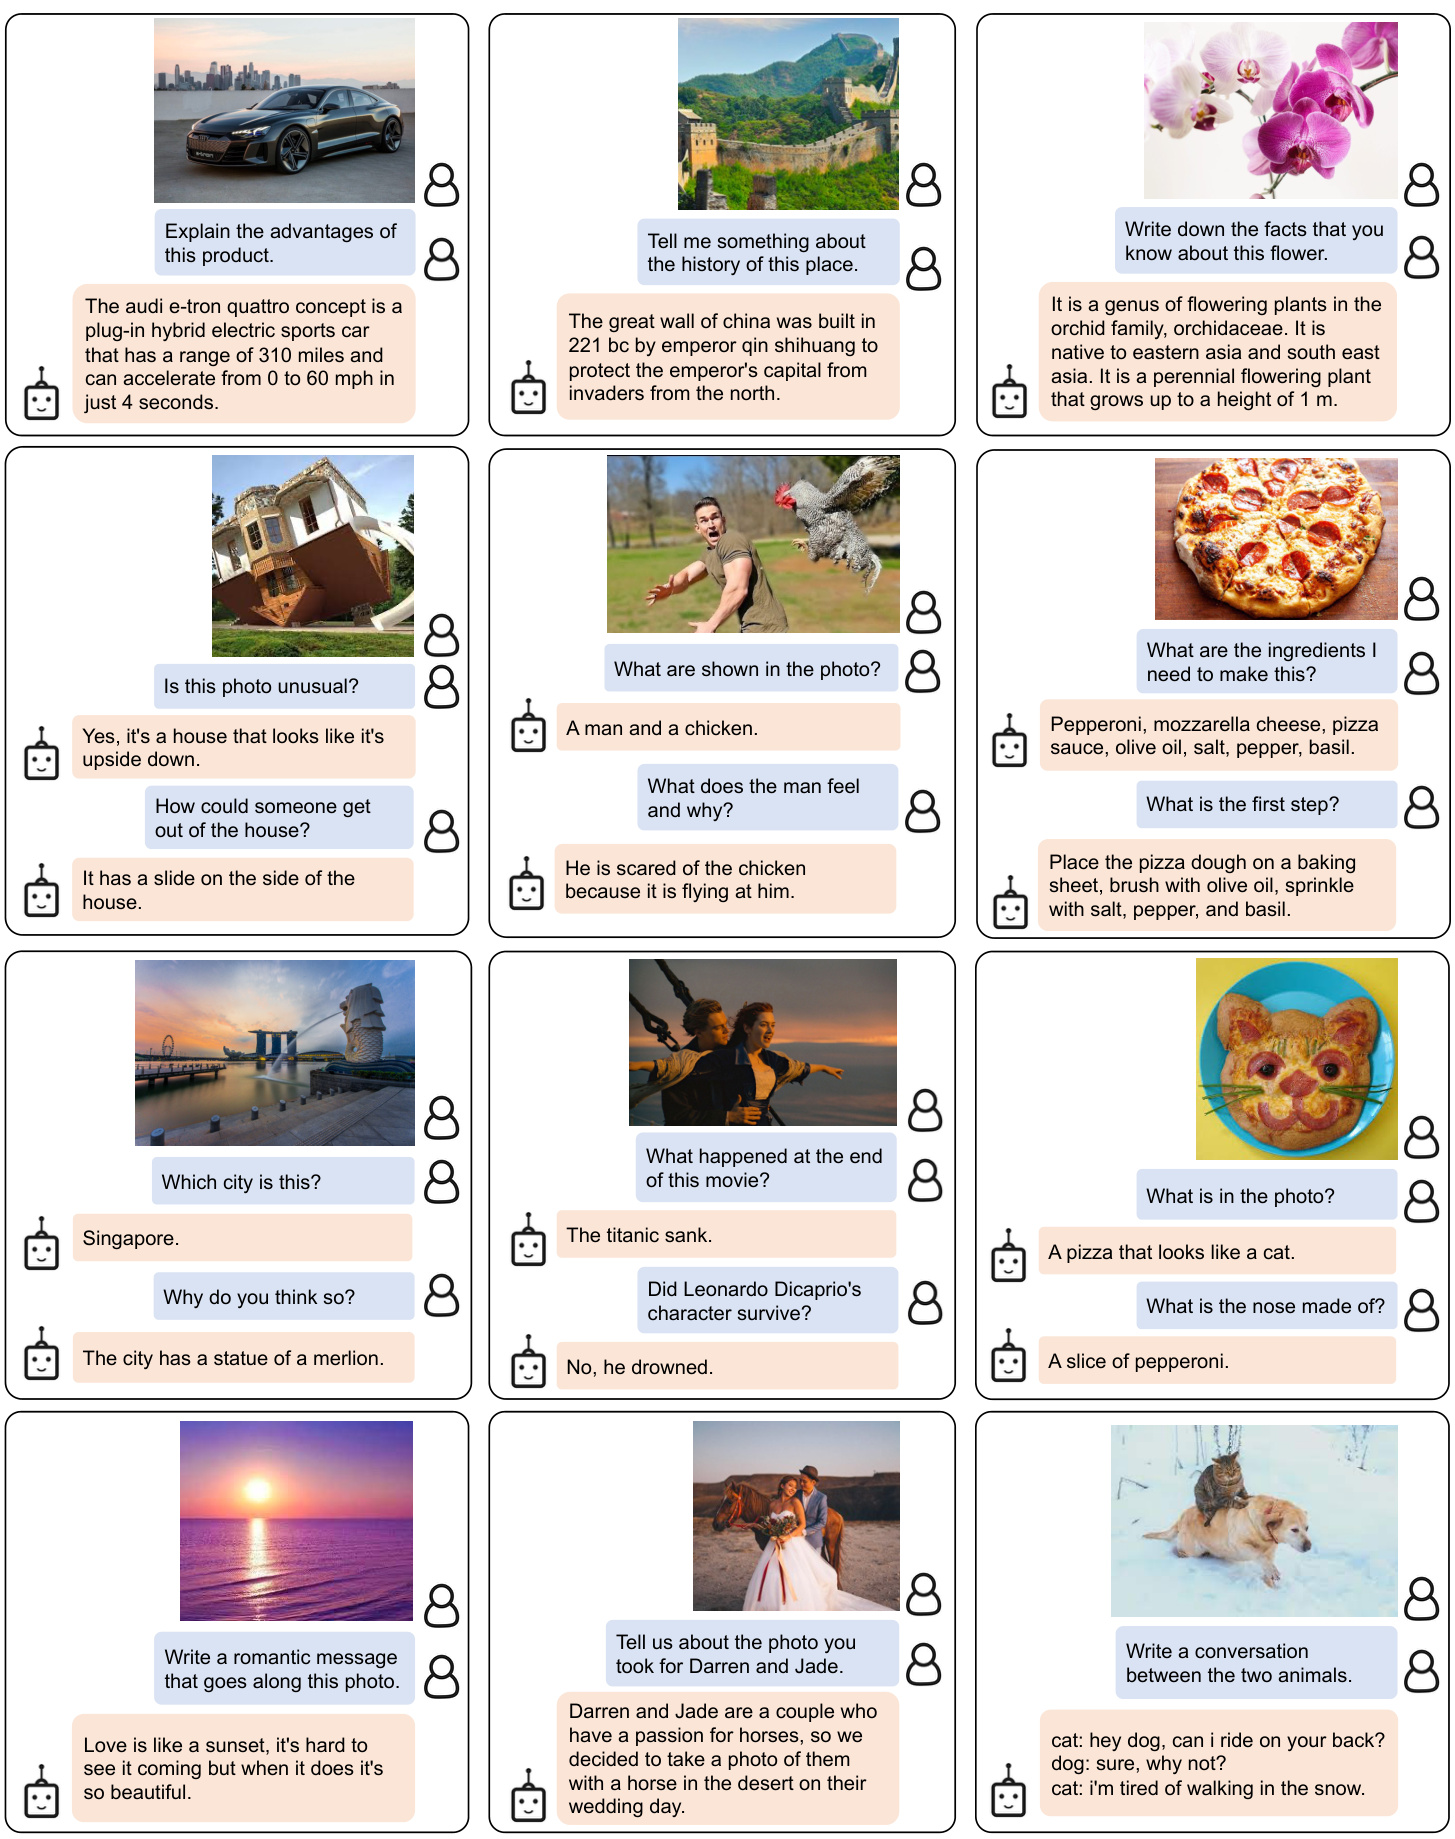 e-tron
Explain the advantages of
this product.
The audi e-tron quattro concept is a
plug-in hybrid electric sports car
that has a range of 310 miles and
can accelerate from 0 to 60 mph in
just 4 seconds.
Tell me something about
the history of this place.
The great wall of china was built in
221 bc by emperor qin shihuang to
protect the emperor's capital from
invaders from the north.
Write down the facts that you
know about this flower.
It is a genus of flowering plants in the
orchid family, orchidaceae. It is
native to eastern asia and south east
asia. It is a perennial flowering plant
that grows up to a height of 1 m.
Is this photo unusual?
Yes, it's a house that looks like it's
upside down.
How could someone get
out of the house?
It has a slide on the side of the
house.
What are shown in the photo?
A man and a chicken.
What does the man feel
and why?
He is scared of the chicken
because it is flying at him.
What are the ingredients I
need to make this?
Pepperoni, mozzarella cheese, pizza
sauce, olive oil, salt, pepper, basil.
What is the first step?
Place the pizza dough on a baking
sheet, brush with olive oil, sprinkle
with salt, pepper, and basil.
Which city is this?
Singapore.
Why do you think so?
The city has a statue of a merlion.
What happened at the end
of this movie?
The titanic sank.
Did Leonardo Dicaprio's
character survive?
No, he drowned.
What is in the photo?
A pizza that looks like a cat.
What is the nose made of?
A slice of pepperoni.
Write a romantic message
that goes along this photo.
Love is like a sunset, it's hard to
see it coming but when it does it's
so beautiful.
Tell us about the photo you
took for Darren and Jade.
Darren and Jade are a couple who
have a passion for horses, so we
decided to take a photo of them
with a horse in the desert on their
wedding day.
Write a conversation
between the two animals.
cat: hey dog, can i ride on your back?
dog: sure, why not?
cat: i'm tired of walking in the snow.